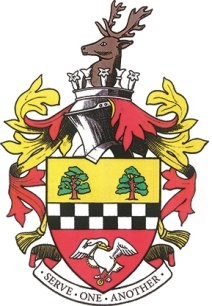 · SERVE · ONE · ANOTHER ·